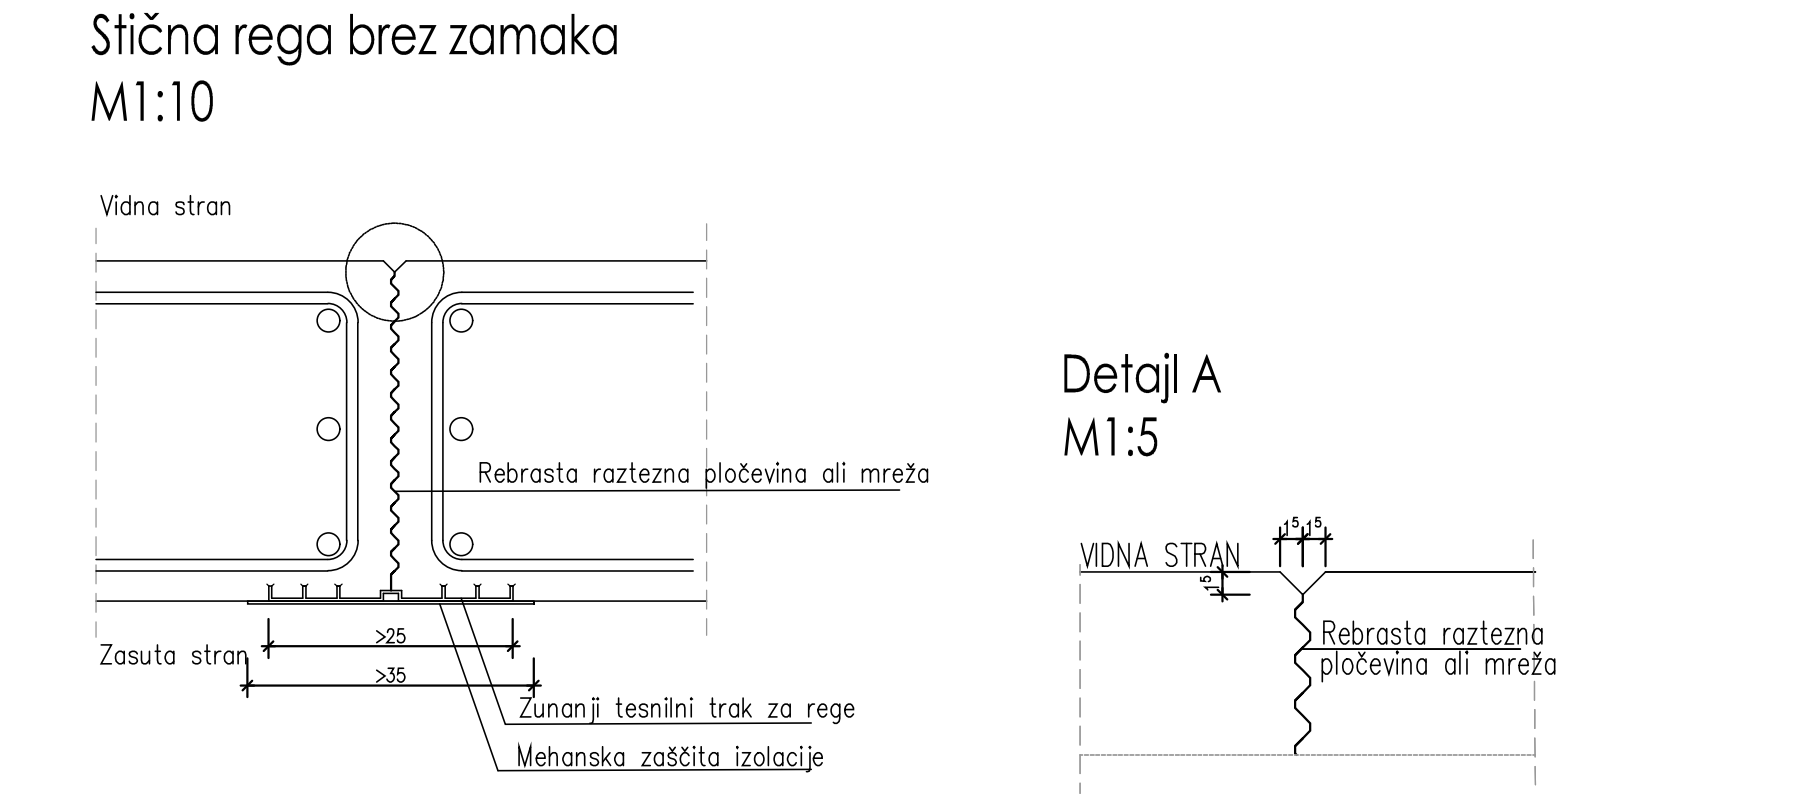 Stična rega brez zamaka
M1:10
Vidna stran
Rebrasta raztezna pločevina ali mreža
>25
Zasuta stran
>35
Zunanji tesnilni trak za rege
Mehanska zaščita izolacije
Detajl A
M1:5
1⁵ 1⁵
VIDNA STRAN
1⁵
Rebrasta raztezna
pločevina ali mreža